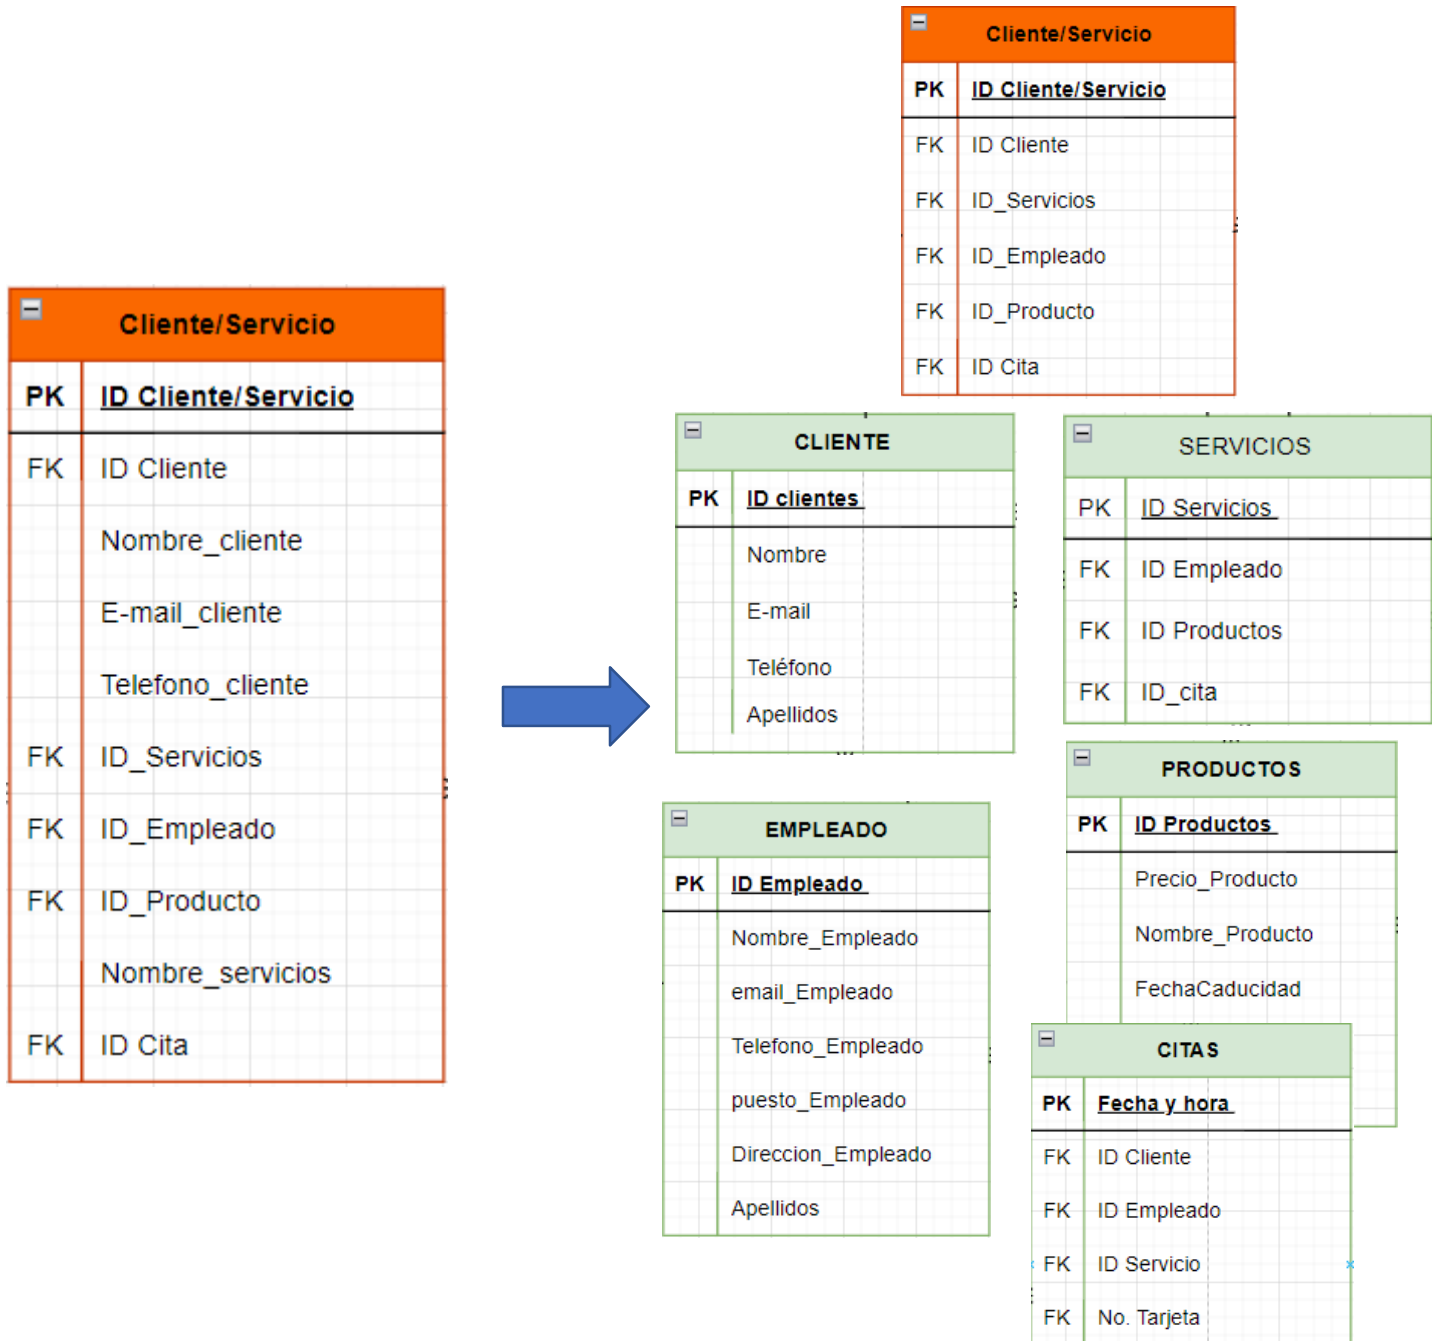 Cliente/Servicio
PK ID Cliente/Servicio
FK ID Cliente
Nombre_cliente
E-mail_cliente
Telefono_cliente
FK ID_Servicios
FK ID_Empleado
FK ID_Producto
Nombre_servicios
FK ID Cita
Cliente/Servicio
PK ID Cliente/Servicio
FK ID Cliente
FK ID_Servicios
FK ID_Empleado
FK ID_Producto
FK ID Cita
CLIENTE
PK ID clientes
Nombre
E-mail
Teléfono
Apellidos
SERVICIOS
PK ID Servicios
FK ID Empleado
FK ID Productos
FK ID_cita
EMPLEADO
PK ID Empleado
Nombre_Empleado
email_Empleado
Telefono_Empleado
puesto_Empleado
Direccion_Empleado
Apellidos
PRODUCTOS
PK ID Productos
Precio_Producto
Nombre_Producto
FechaCaducidad
CITAS
PK Fecha y hora
FK ID Cliente
FK ID Empleado
FK ID Servicio
FK No. Tarjeta